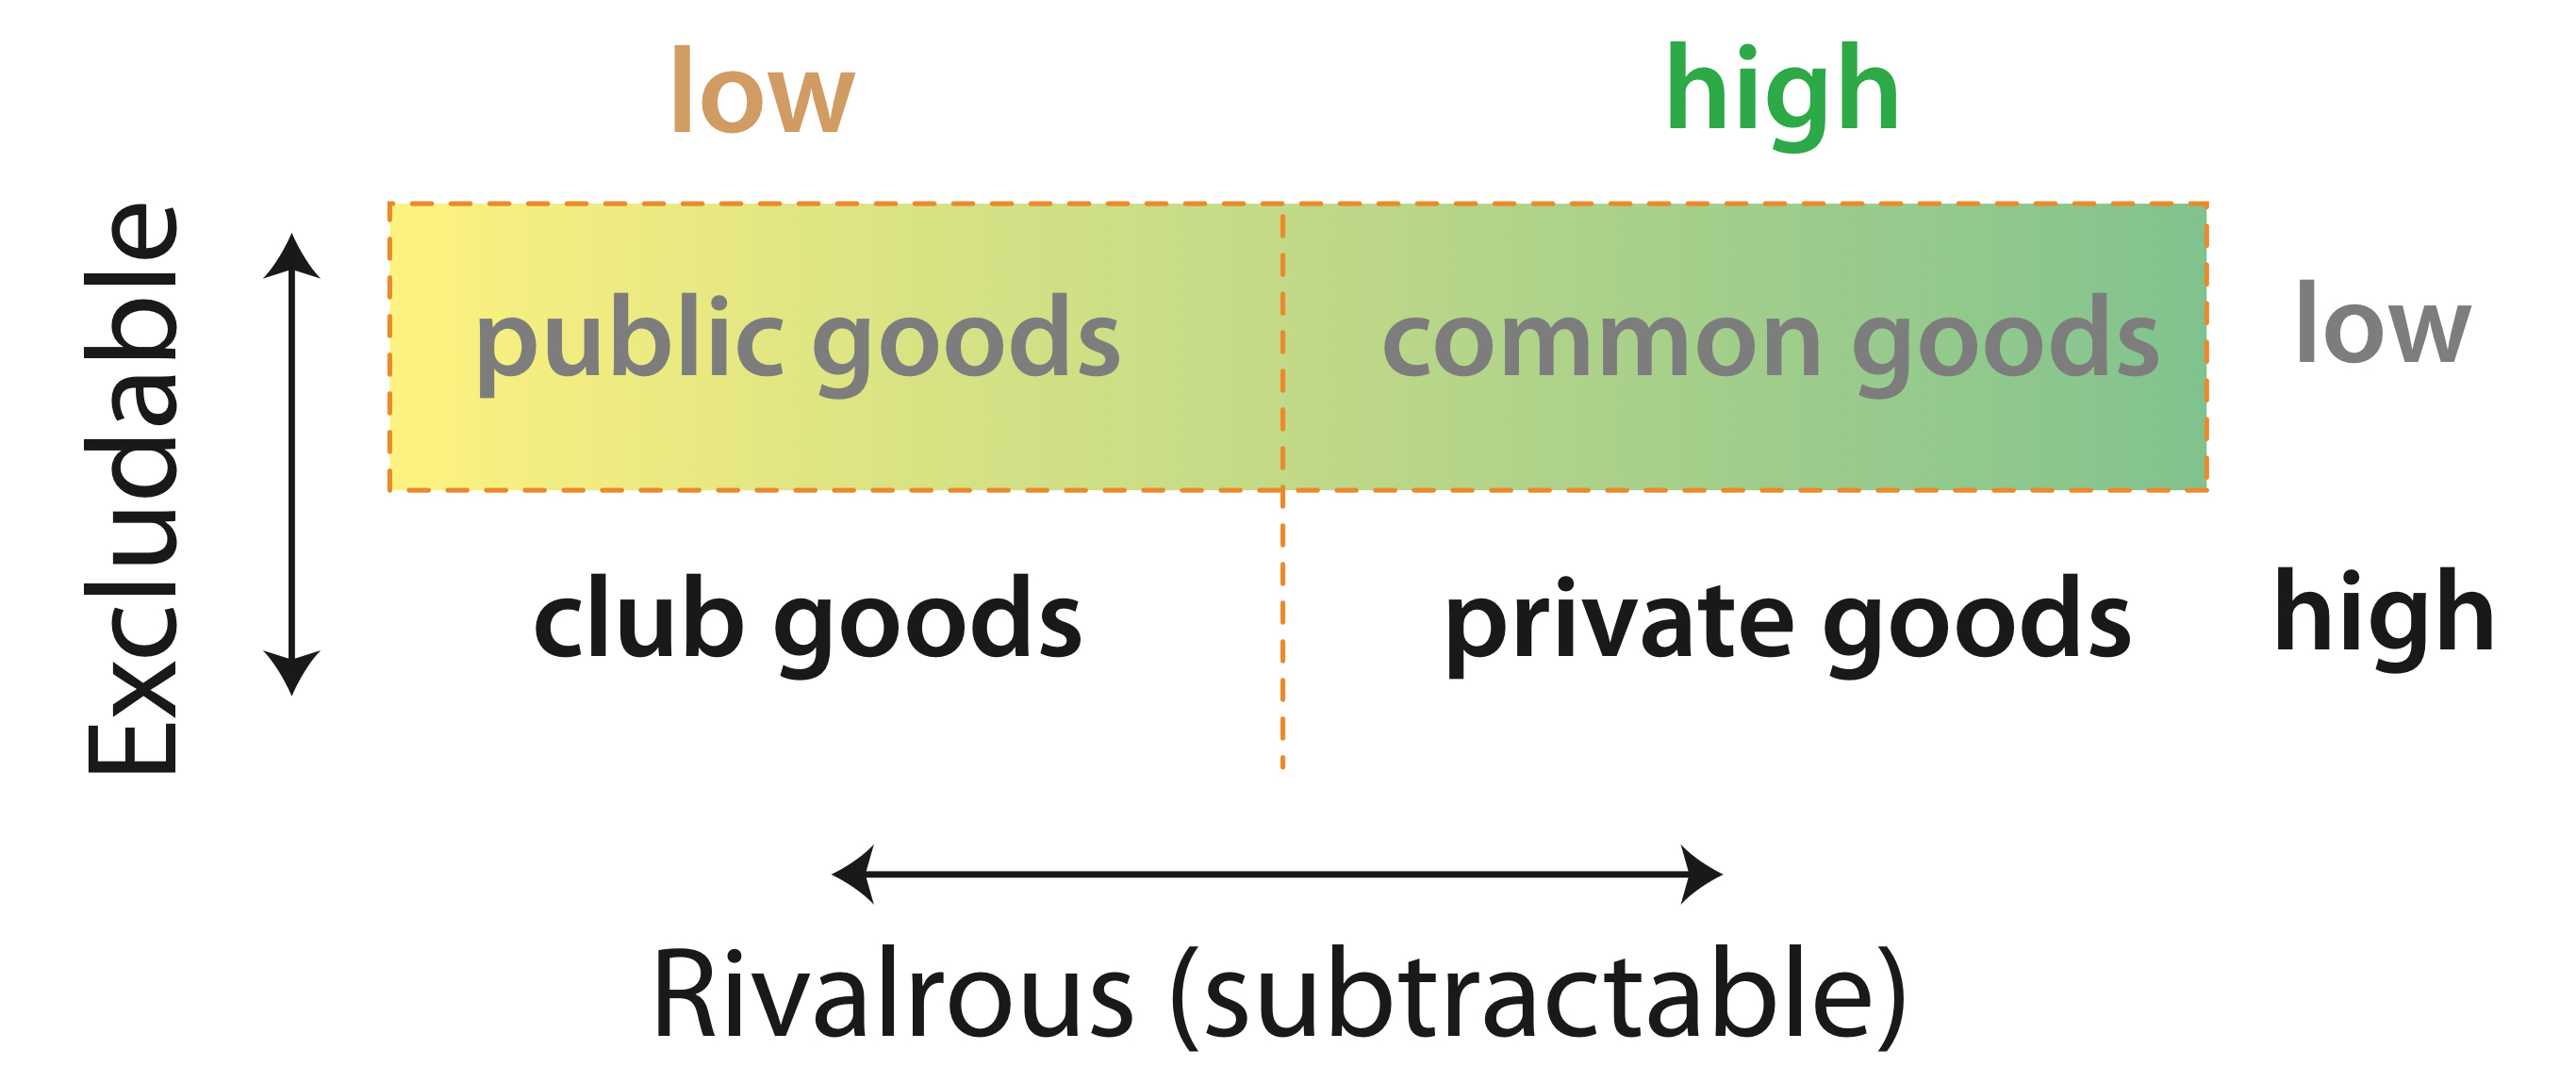 low high
Excludable
public goods common goods low
club goods private goods high
Rivalrous (subtractable)